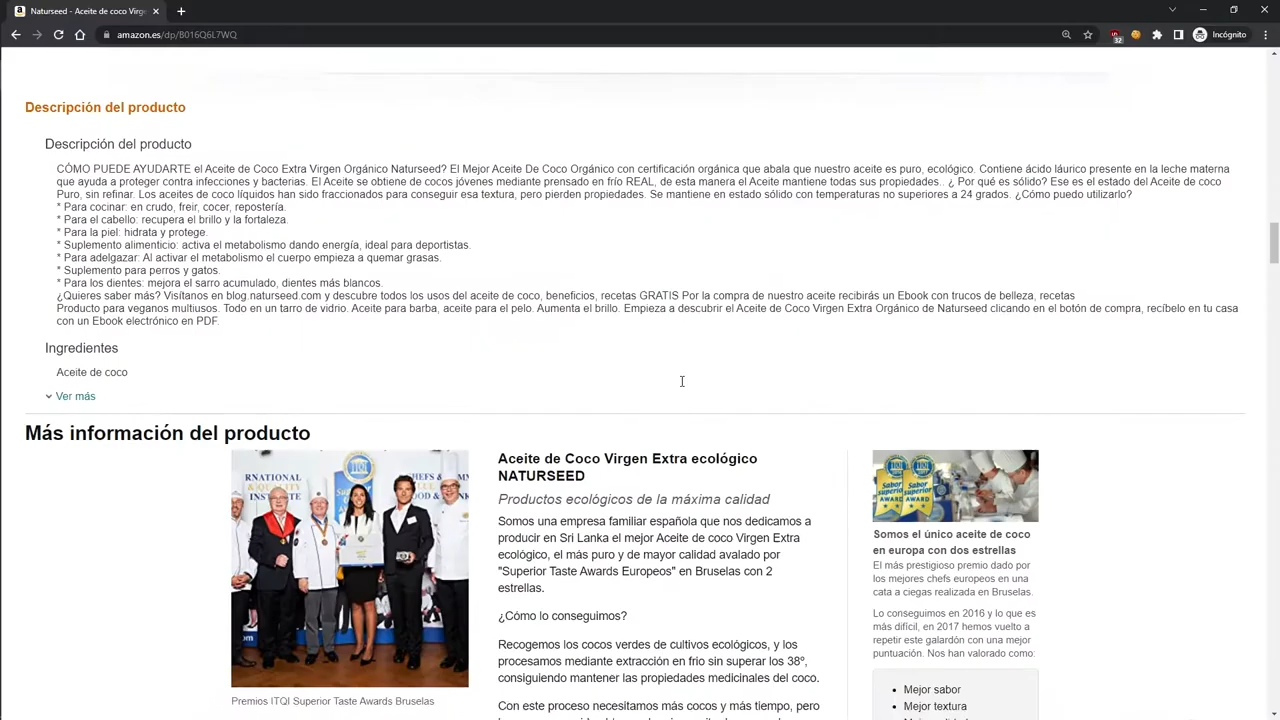 Naturseed - Aceite de coco Virge
amazon.es/dp/B016Q6L7WQ
32
Incógnito
Descripción del producto
Descripción del producto
CÓMO PUEDE AYUDARTE el Aceite de Coco Extra Virgen Orgánico Naturseed? El Mejor Aceite De Coco Orgánico con certificación orgánica que abala que nuestro aceite es puro, ecológico. Contiene ácido láurico presente en la leche materna
que ayuda a proteger contra infecciones y bacterias. El Aceite se obtiene de cocos jóvenes mediante prensado en frío REAL, de esta manera el Aceite mantiene todas sus propiedades.. ¿ Por qué es sólido? Ese es el estado del Aceite de coco
Puro, sin refinar. Los aceites de coco líquidos han sido fraccionados para conseguir esa textura, pero pierden propiedades. Se mantiene en estado sólido con temperaturas no superiores a 24 grados. ¿Cómo puedo utilizarlo?
* Para cocinar: en crudo, freir, cocer, repostería.
* Para el cabello: recupera el brillo y la fortaleza.
* Para la piel: hidrata y protege.
* Suplemento alimenticio: activa el metabolismo dando energía, ideal para deportistas.
* Para adelgazar: Al activar el metabolismo el cuerpo empieza a quemar grasas.
* Suplemento para perros y gatos.
* Para los dientes: mejora el sarro acumulado, dientes más blancos.
¿Quieres saber más? Visítanos en blog.naturseed.com y descubre todos los usos del aceite de coco, beneficios, recetas GRATIS Por la compra de nuestro aceite recibirás un Ebook con trucos de belleza, recetas
Producto para veganos multiusos. Todo en un tarro de vidrio. Aceite para barba, aceite para el pelo. Aumenta el brillo. Empieza a descubrir el Aceite de Coco Virgen Extra Orgánico de Naturseed clicando en el botón de compra, recíbelo en tu casa
con un Ebook electrónico en PDF.
Ingredientes
Aceite de coco
Ver más
Más información del producto
Aceite de Coco Virgen Extra ecológico
NATURSEED
Productos ecológicos de la máxima calidad
Somos una empresa familiar española que nos dedicamos a
producir en Sri Lanka el mejor Aceite de coco Virgen Extra
ecológico, el más puro y de mayor calidad avalado por
"Superior Taste Awards Europeos" en Bruselas con 2
estrellas.
¿Cómo lo conseguimos?
Recogemos los cocos verdes de cultivos ecológicos, y los
procesamos mediante extracción en frio sin superar los 38º,
consiguiendo mantener las propiedades medicinales del coco.
Con este proceso necesitamos más cocos y más tiempo, pero
Premios ITQI Superior Taste Awards Bruselas
Sabor superior AWARD
Sabor superior AWARD
Somos el único aceite de coco
en europa con dos estrellas
El más prestigioso premio dado por
los mejores chefs europeos en una
cata a ciegas realizada en Bruselas.
Lo conseguimos en 2016 y lo que es
más difícil, en 2017 hemos vuelto a
repetir este galardón con una mejor
puntuación. Nos han valorado como:
Mejor sabor
Mejor textura